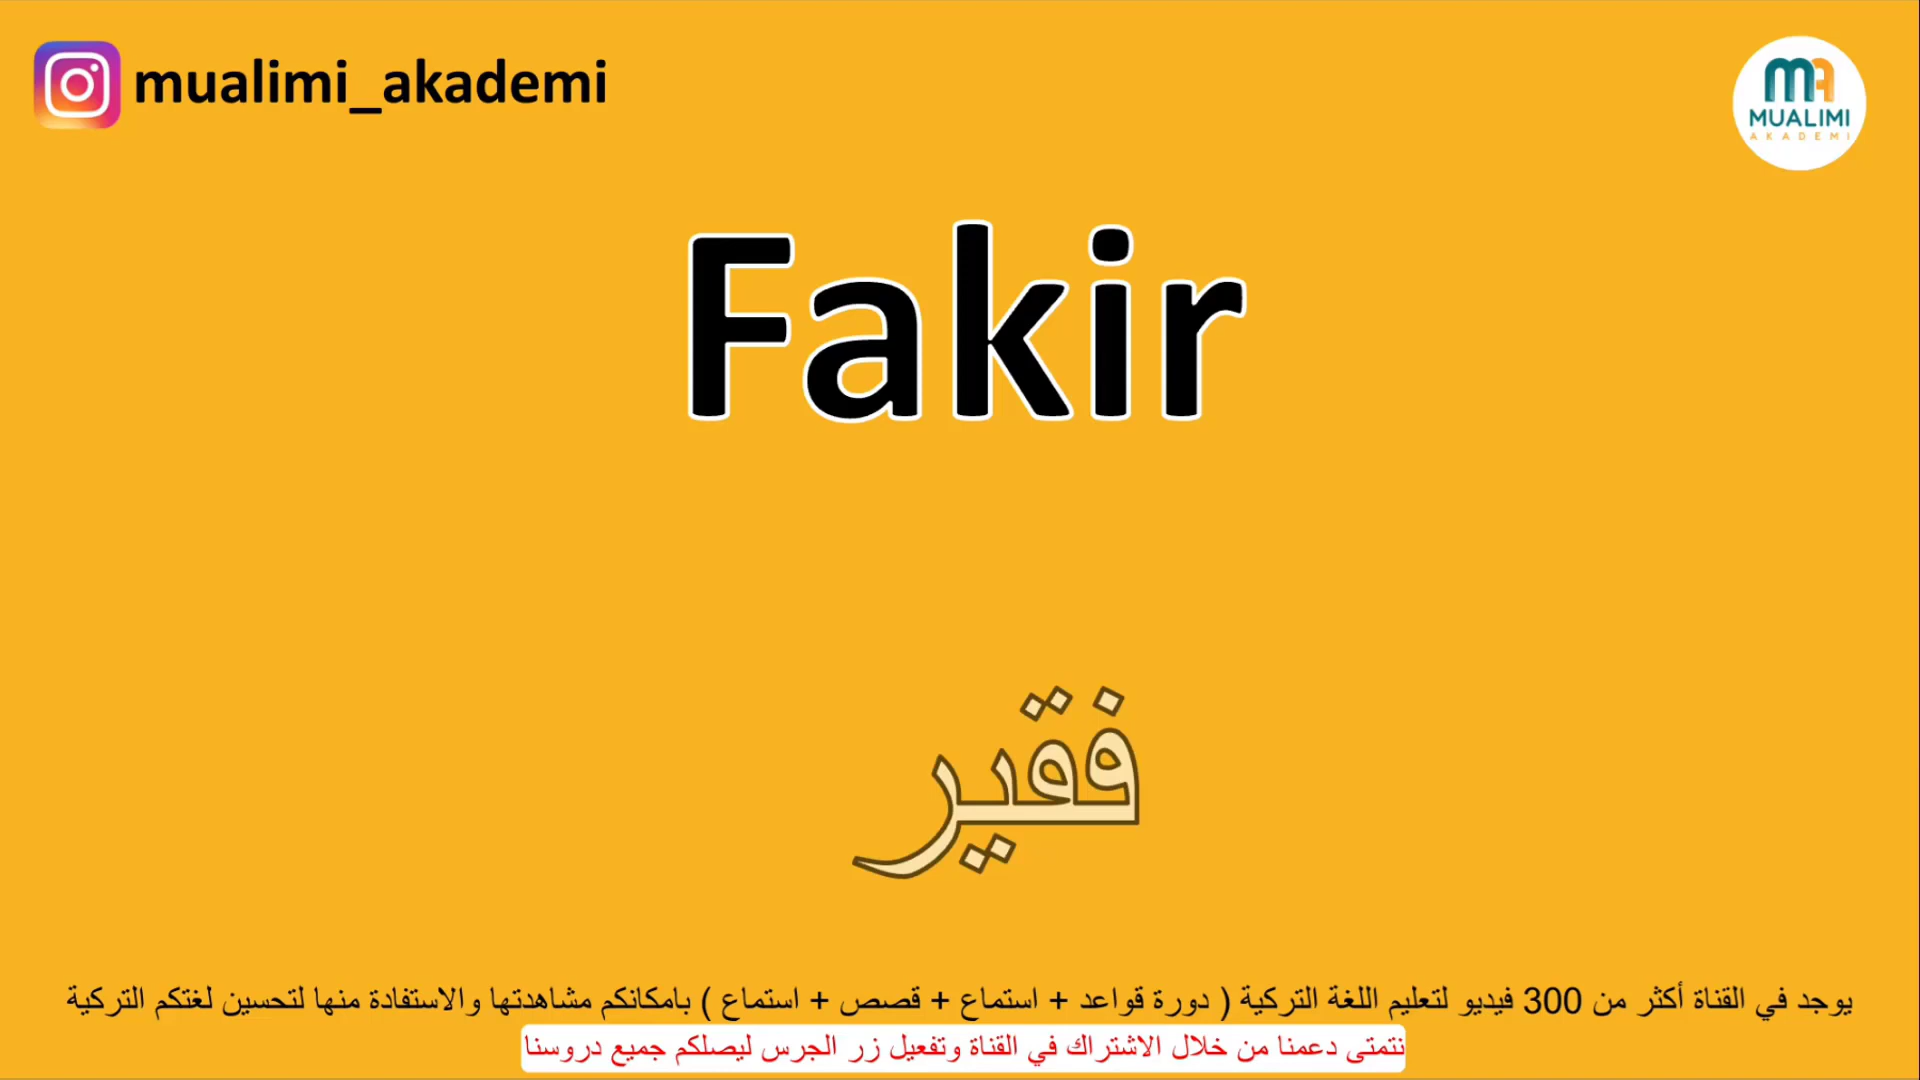 mualimi_akademi
MUALIMI
AKADEMI
Fakir
فقير
يوجد في القناة أكثر من 300 فيديو لتعليم اللغة التركية ( دورة قواعد + استماع + قصص + استماع ) بامكانكم مشاهدتها والاستفادة منها لتحسين لغتكم التركية
نتمتى دعمنا من خلال الاشتراك في القناة وتفعيل زر الجرس ليصلكم جميع دروسنا